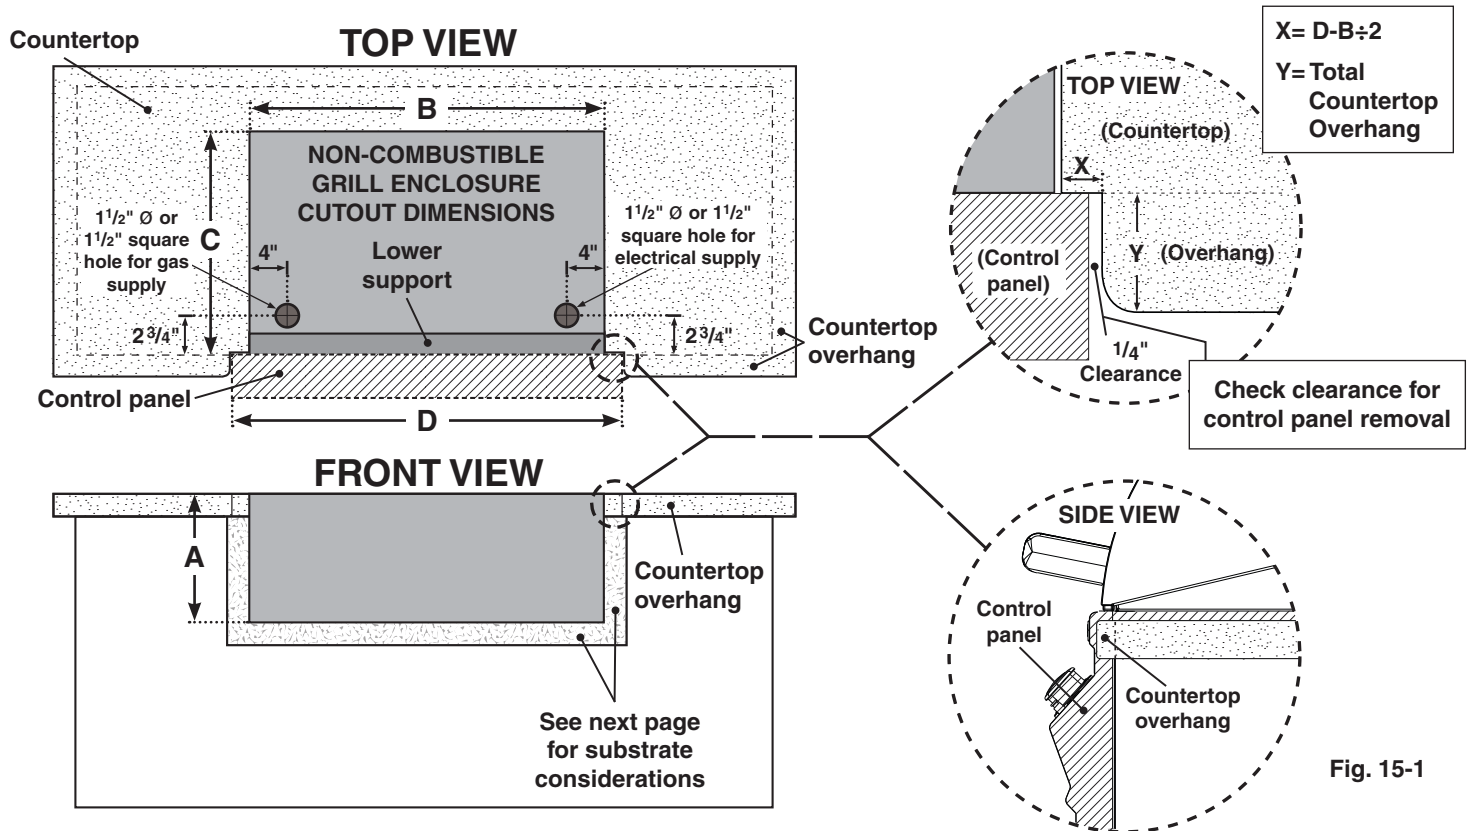 Countertop
TOP VIEW
B
NON-COMBUSTIBLE
GRILL ENCLOSURE
CUTOUT DIMENSIONS
C
1 1/2" Ø or
1 1/2" square
hole for gas
supply
4"
Lower
support
4"
1 1/2" Ø or 1 1/2"
square hole for
electrical supply
2 3/4"
2 3/4"
Countertop
overhang
Control panel
D
FRONT VIEW
A
Countertop
overhang
See next page
for substrate
considerations
X= D-B÷2
Y= Total
Countertop
Overhang
TOP VIEW
(Countertop)
X
(Control
panel)
Y
(Overhang)
1/4"
Clearance
Check clearance for
control panel removal
SIDE VIEW
Control
panel
Countertop
overhang
Fig. 15-1